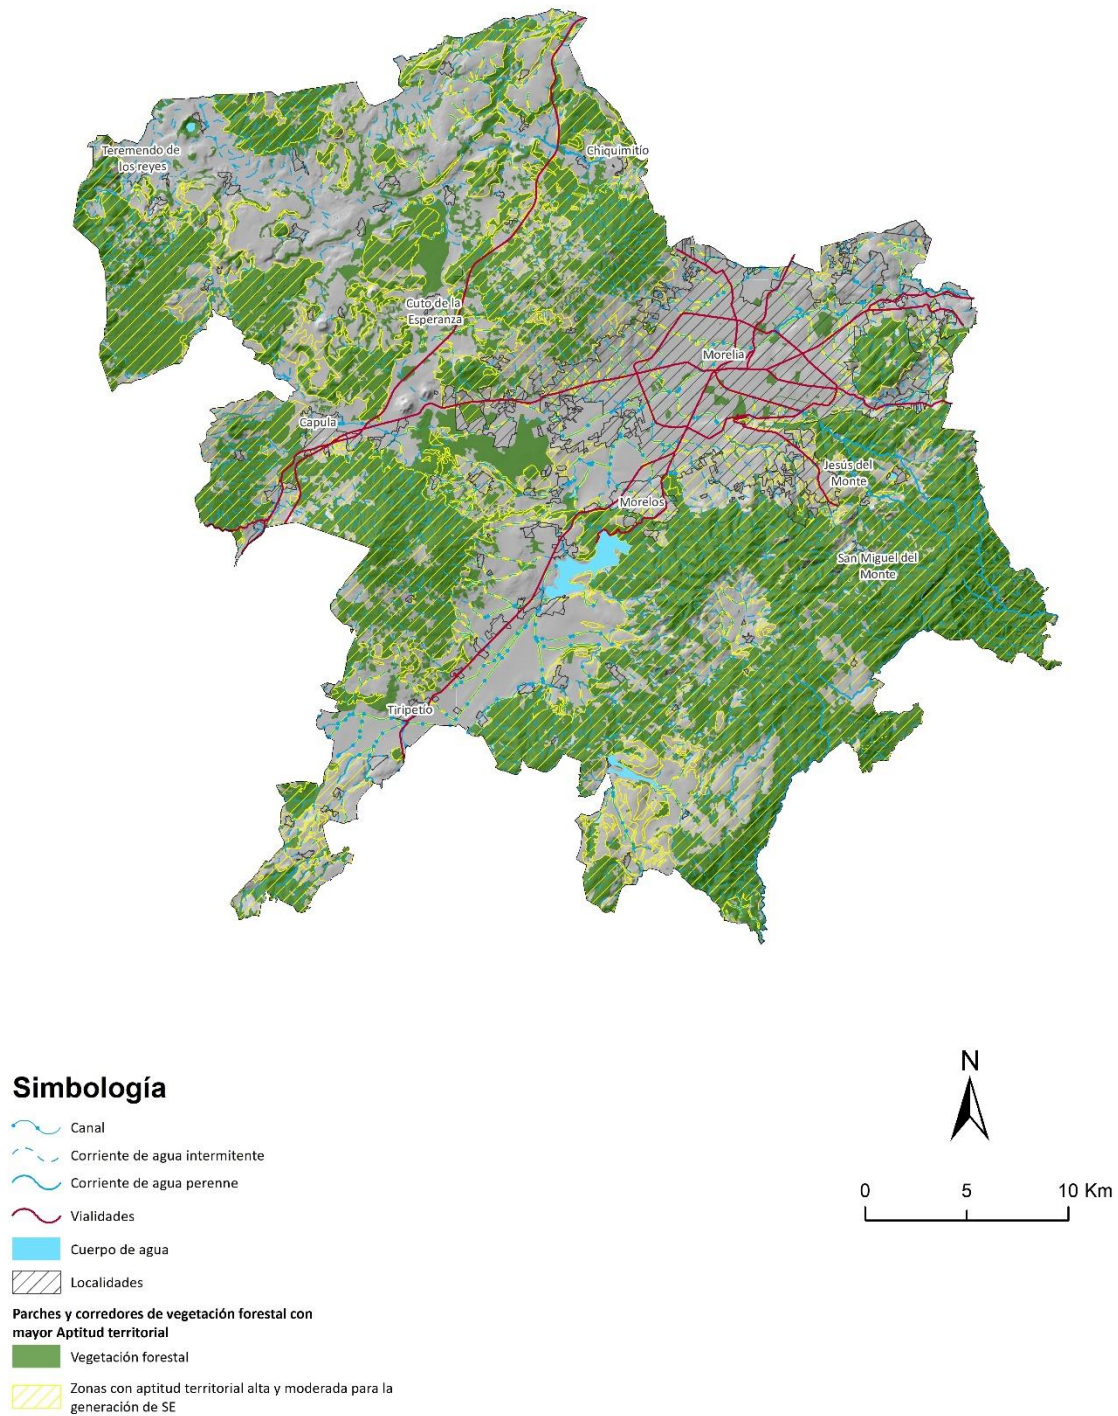 Teremendo de
los reyes
Chiquimitío
Cuto de la
Esperanza
Morelia
Capula
Jesús del
Monte
Morelos
San Miguel del
Monte
Tiripetío
Simbología
Canal
Corriente de agua intermitente
Corriente de agua perenne
Vialidades
Cuerpo de agua
Localidades
Parches y corredores de vegetación forestal con
mayor Aptitud territorial
Vegetación forestal
Zonas con aptitud territorial alta y moderada para la
generación de SE
N
0 5 10 Km